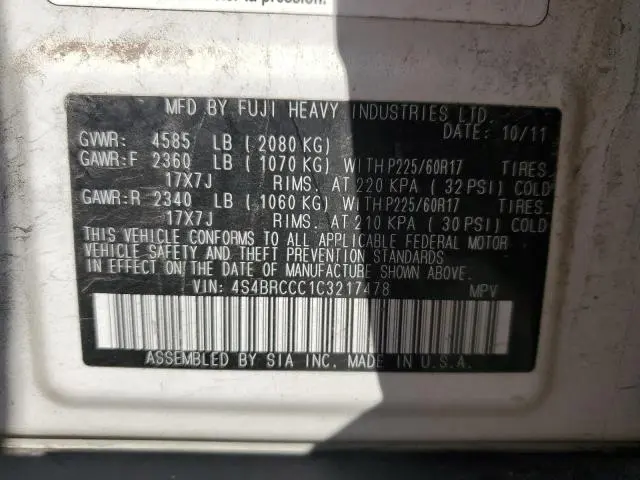 la pression.
MFD BY FUJI HEAVY INDUSTRIES LTD.
DATE: 10/11
GVWR: 4585 LB (2080 KG)
GAWR:F 2360 LB (1070 KG) WITH P225/60R17 TIRES
17X7J RIMS. AT 220 KPA (32 PSI) COLD
GAWR:R 2340 LB (1060 KG) WITH P225/60R17 TIRES
17X7J RIMS. AT 210 KPA (30 PSI) COLD
THIS VEHICLE CONFORMS TO ALL APPLICABLE FEDERAL MOTOR
VEHICLE SAFETY AND THEFT PREVENTION STANDARDS
IN EFFECT ON THE DATE OF MANUFACTURE SHOWN ABOVE.
VIN: 4S4BRCCC1C3217478 MPV
ASSEMBLED BY SIA INC. MADE IN U.S.A.